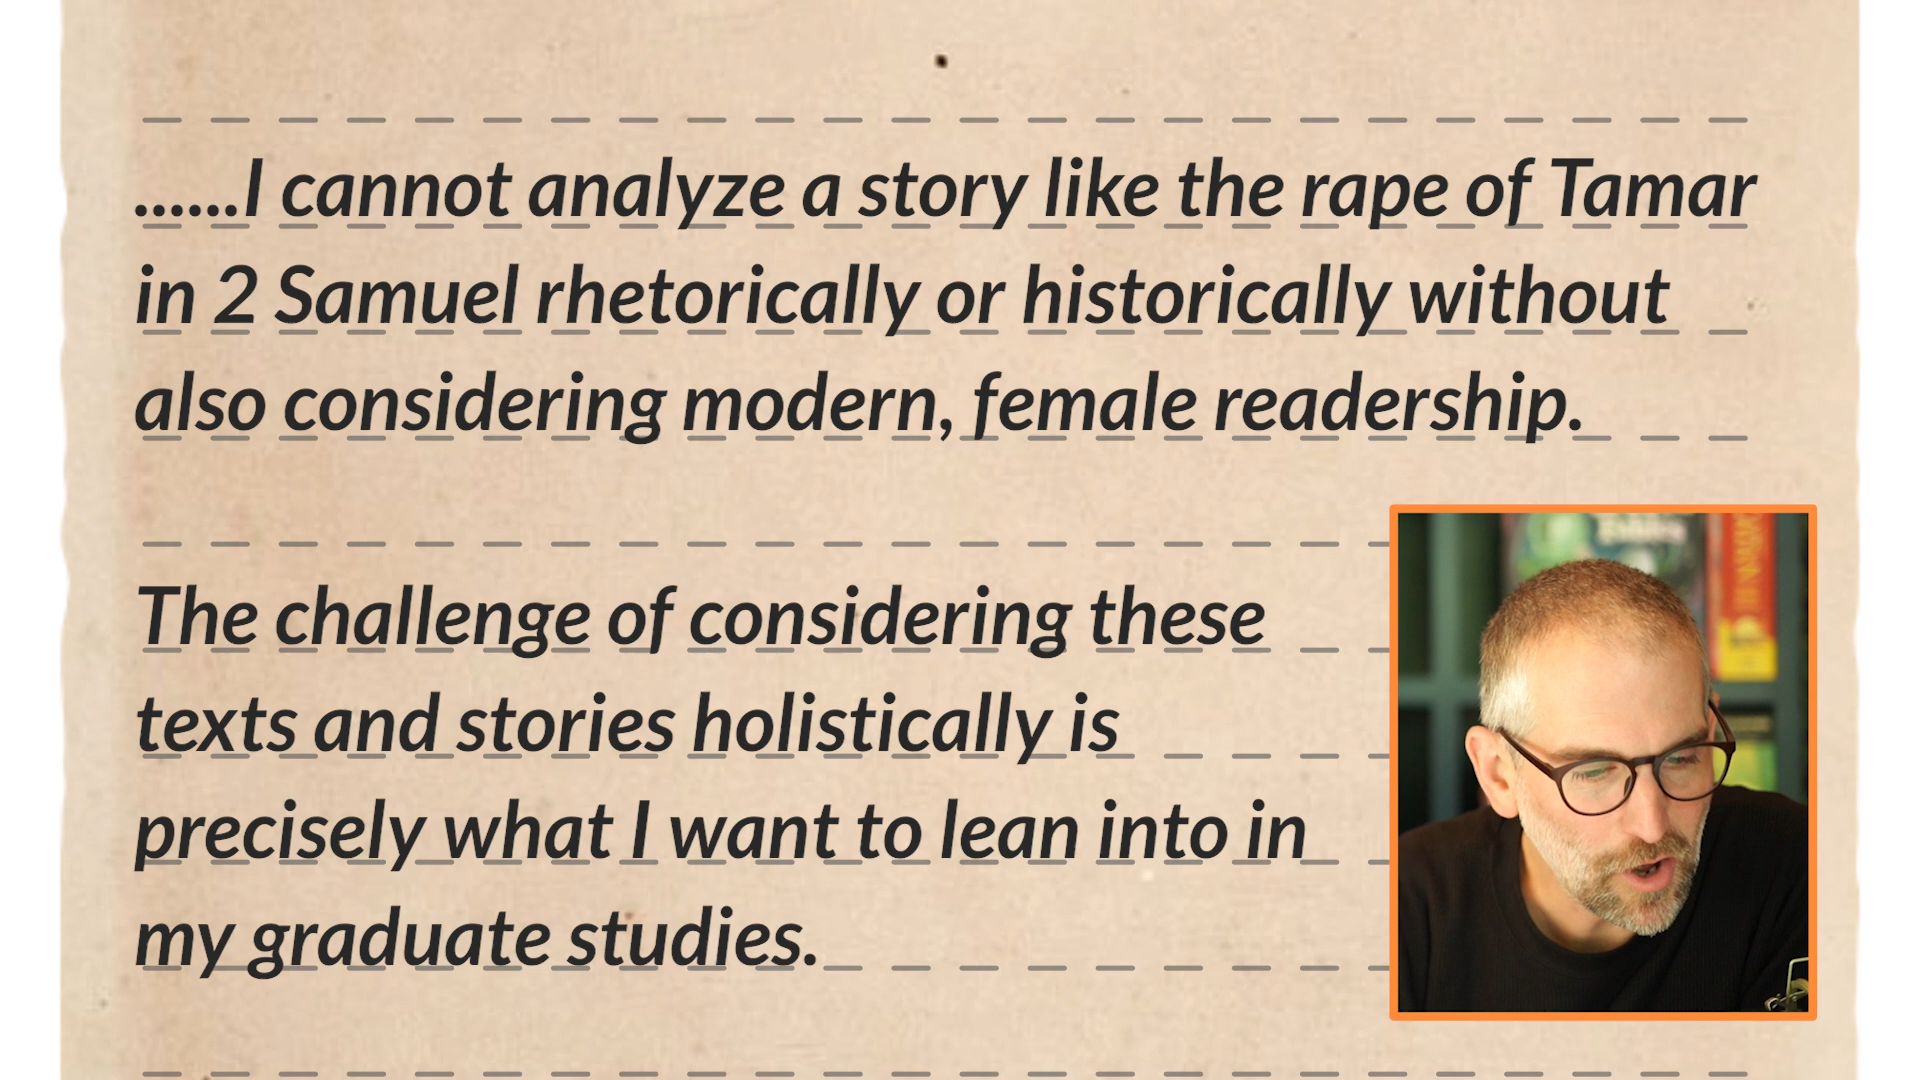 ......I cannot analyze a story like the rape of Tamar
in 2 Samuel rhetorically or historically without
also considering modern, female readership.
The challenge of considering these
texts and stories holistically is
precisely what I want to lean into in
my graduate studies.